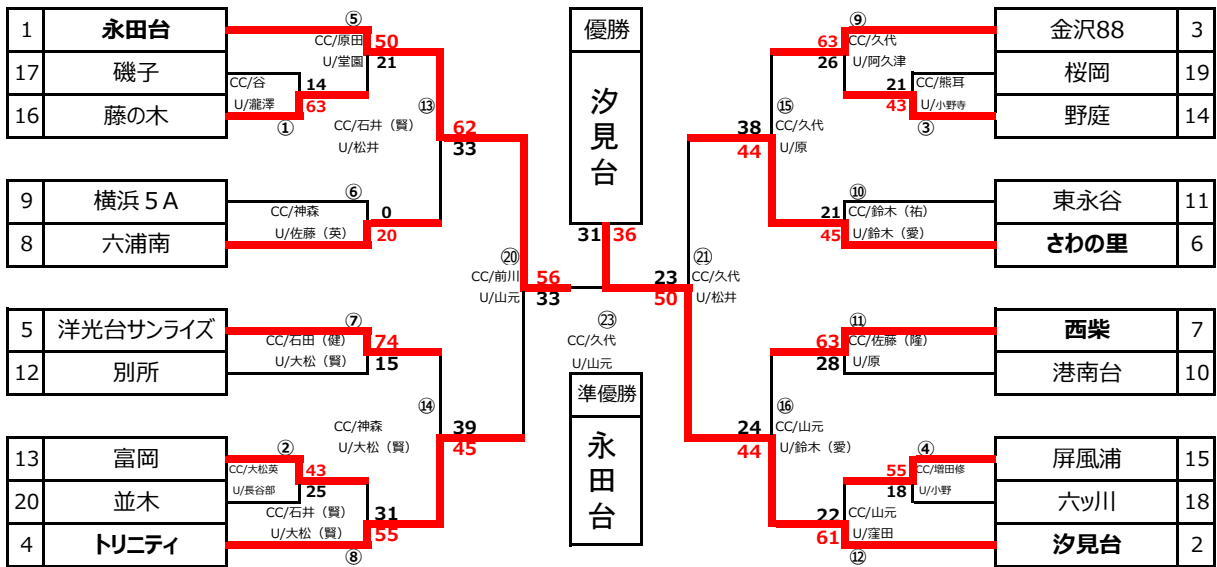 1 永田台
17 磯子
16 藤の木
9 横浜５Ａ
8 六浦南
5 洋光台サンライズ
12 別所
13 富岡
20 並木
4 トリニティ
⑤
CC/原田 50
U/堂園 21
CC/谷 14
U/瀧澤 63
①
⑬
CC/石井（賢） 62
U/松井 33
⑥
CC/神森 0
U/佐藤（英） 20
⑳
CC/前川 56
U/山元 33
⑦
CC/石田（健） 74
U/大松（賢） 15
⑭
CC/神森 39
U/大松（賢） 45
②
CC/大松英 43
U/長谷部 25
CC/石井（賢） 31
U/大松（賢） 55
⑧
優勝
汐見台
31 36
㉓
CC/久代
U/山元
準優勝
永田台
⑨
63 CC/久代
26 U/阿久津
21 CC/熊耳
43 U/小野寺
③
⑮
38 CC/久代
44 U/原
⑩
21 CC/鈴木（祐）
45 U/鈴木（愛）
㉑
23 CC/久代
50 U/松井
⑪
63 CC/佐藤（隆）
28 U/原
⑯
24 CC/山元
44 U/鈴木（愛）
④
55 CC/増田修
18 U/小野
22 CC/山元
61 U/窪田
⑫
金沢88 3
桜岡 19
野庭 14
東永谷 11
さわの里 6
西柴 7
港南台 10
屏風浦 15
六ッ川 18
汐見台 2